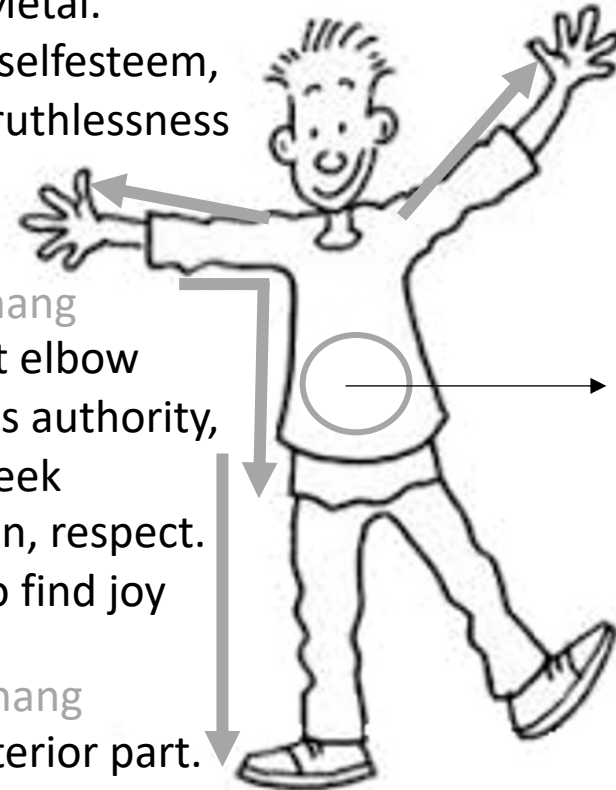 Metal.
selfesteem,
ruthlessness
hang
t elbow
s authority,
eek
n, respect.
o find joy
hang
terior part.